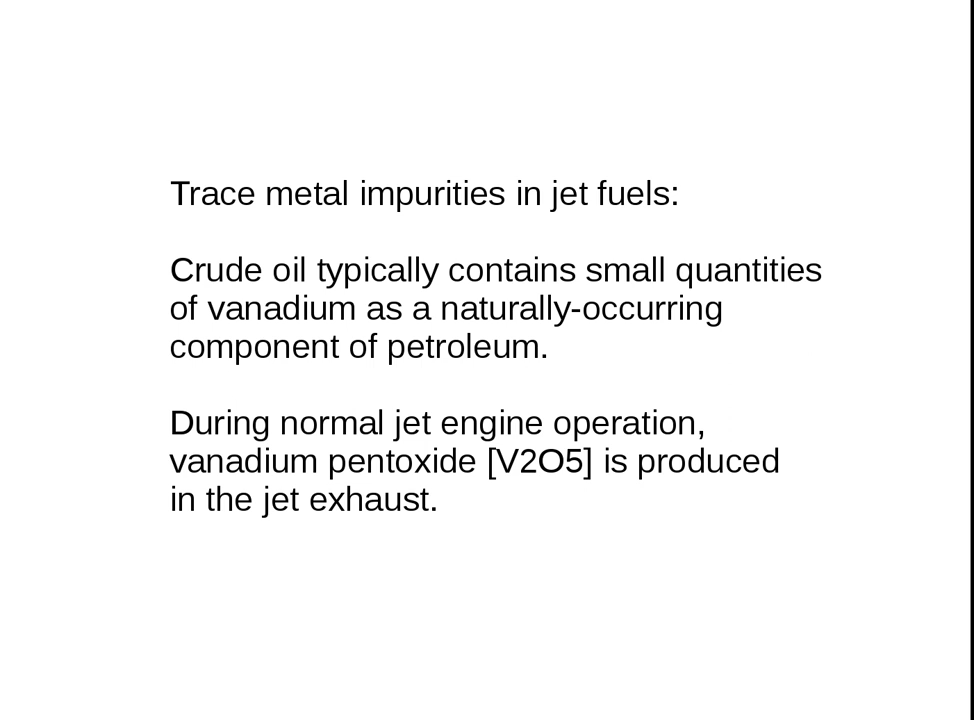 Trace metal impurities in jet fuels:
Crude oil typically contains small quantities
of vanadium as a naturally-occurring
component of petroleum.
During normal jet engine operation,
vanadium pentoxide [V2O5] is produced
in the jet exhaust.